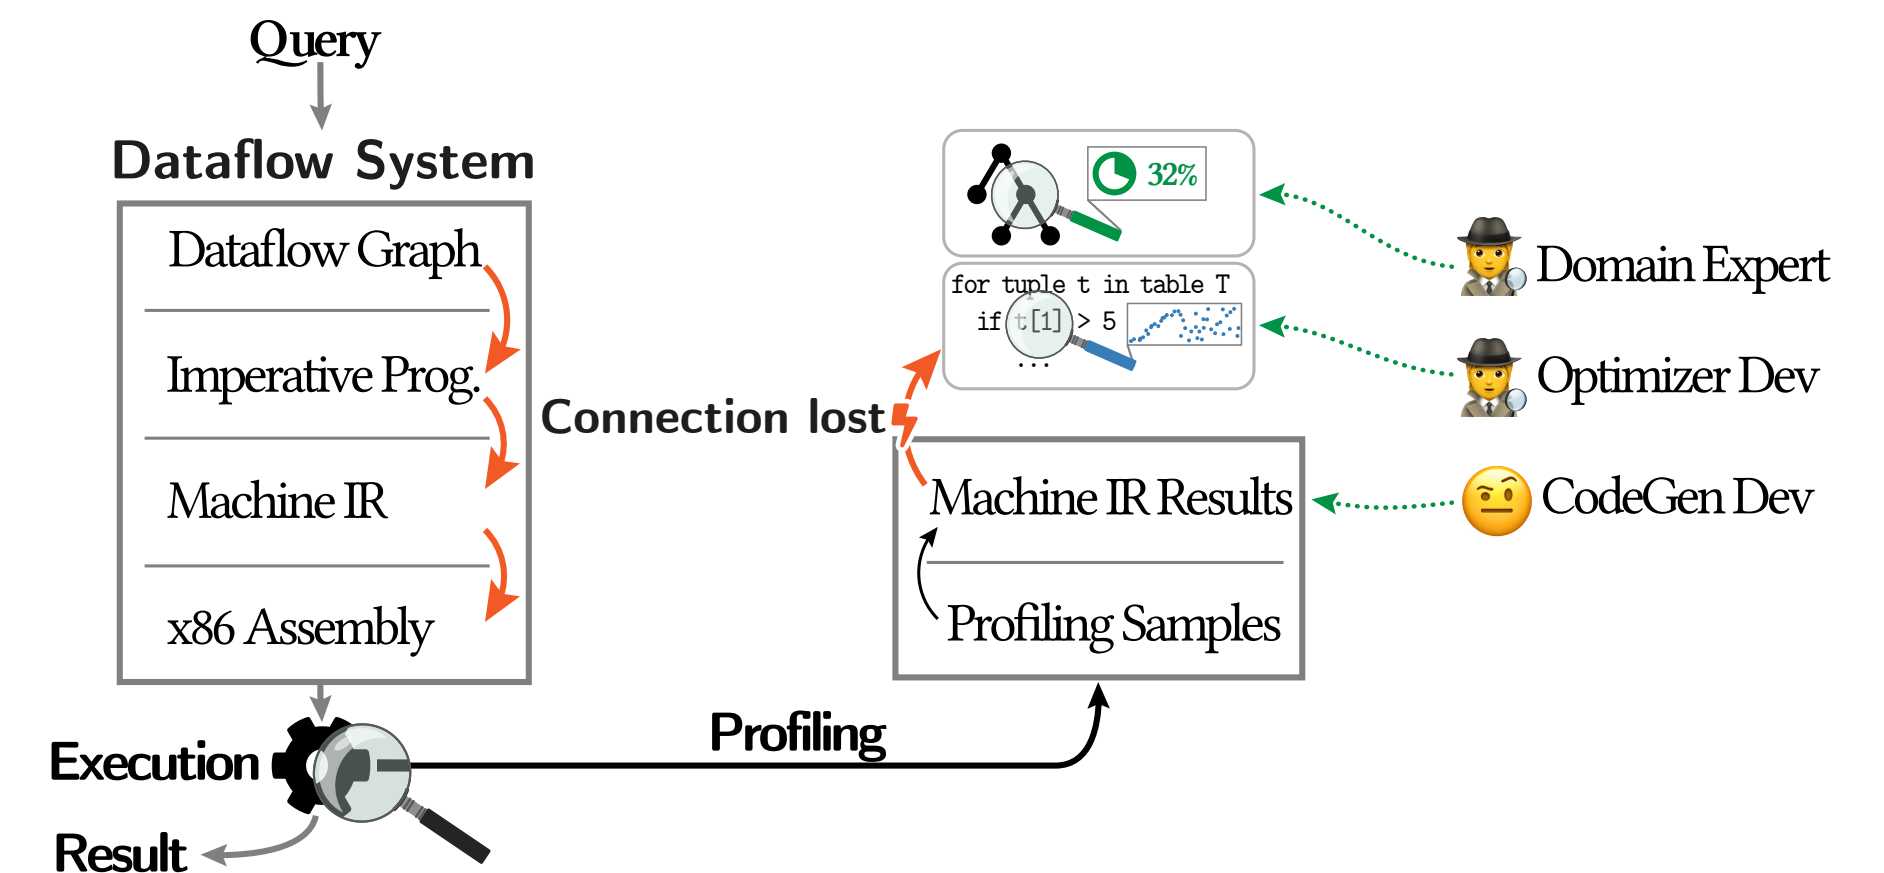 Query
Dataflow System
Dataflow Graph
Imperative Prog.
Machine IR
x86 Assembly
Execution
Result
Profiling
Connection lost
32%
for tuple t in table T
if t[1] > 5
...
Machine IR Results
Profiling Samples
Domain Expert
Optimizer Dev
CodeGen Dev